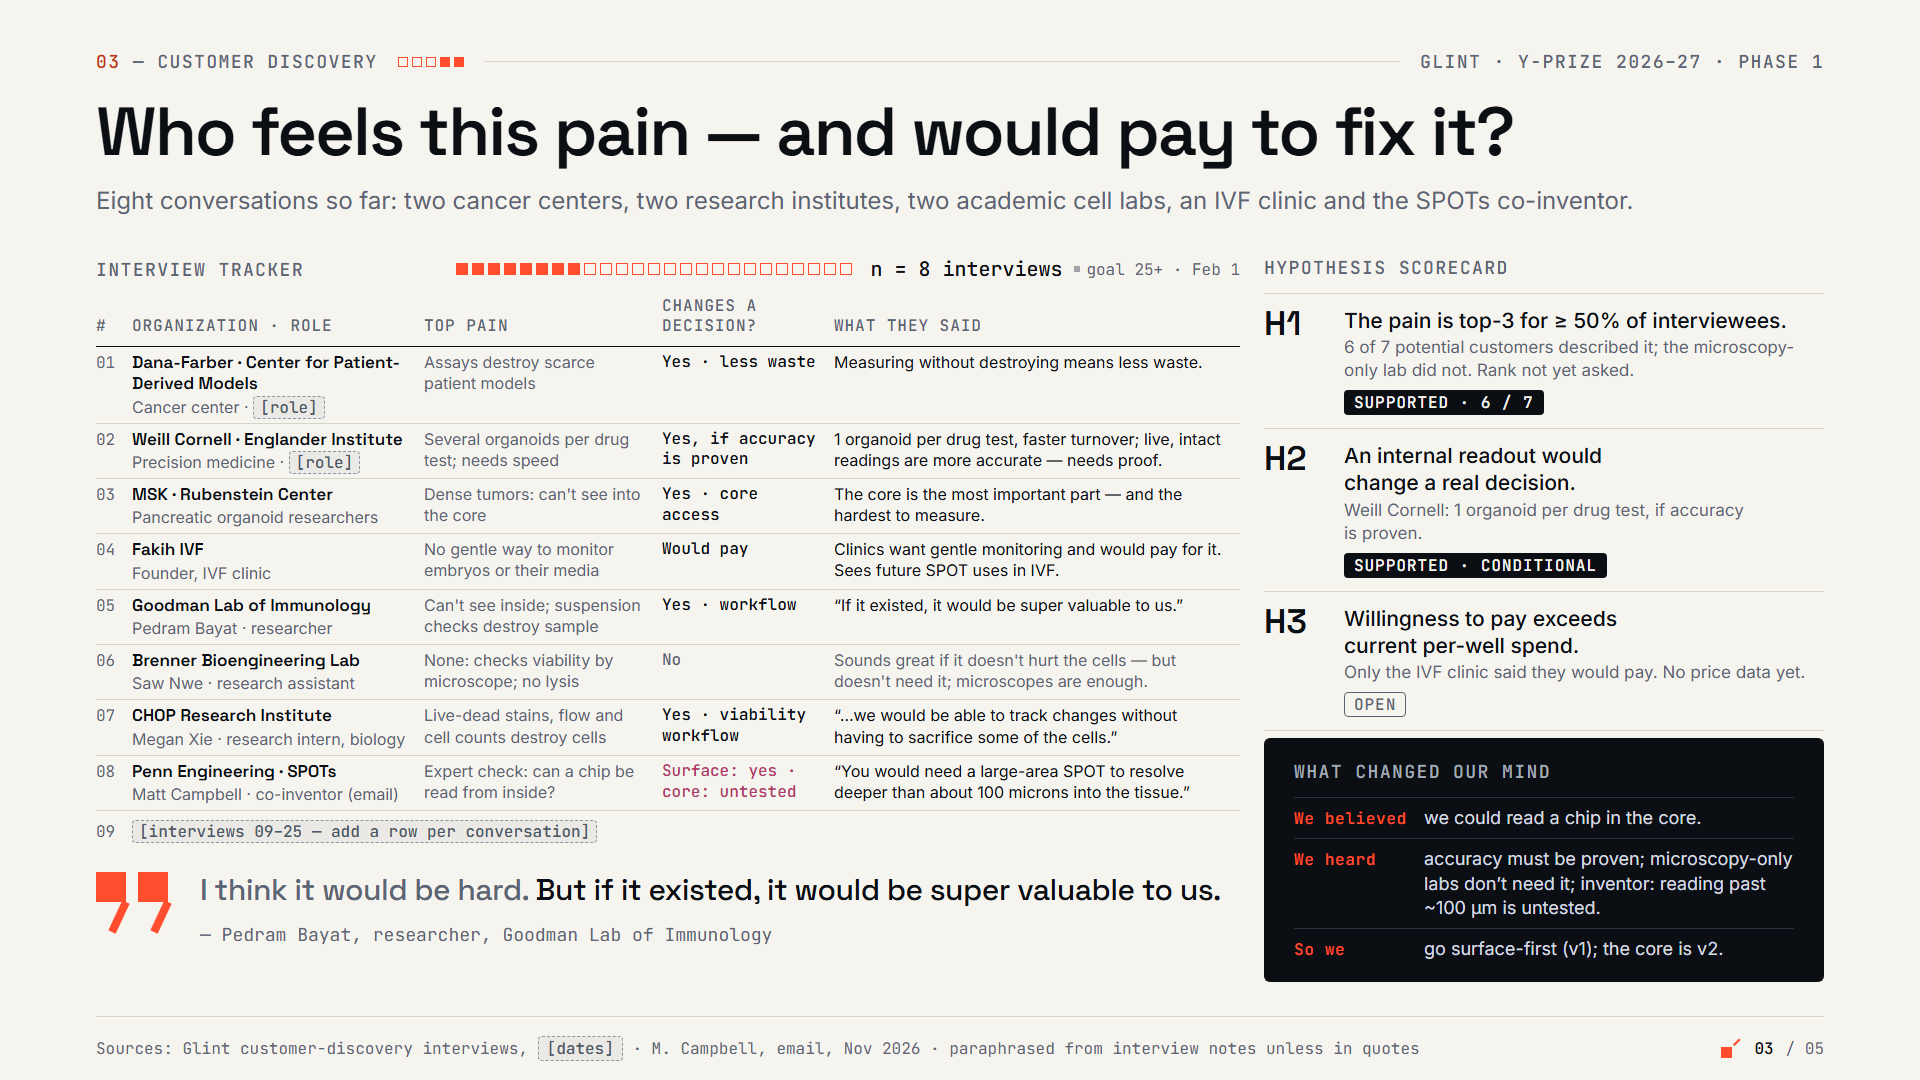 03 — CUSTOMER DISCOVERY
GLINT · Y-PRIZE 2026–27 · PHASE 1
Who feels this pain — and would pay to fix it?
Eight conversations so far: two cancer centers, two research institutes, two academic cell labs, an IVF clinic and the SPOTs co-inventor.
INTERVIEW TRACKER
n = 8 interviews
goal 25+ · Feb 1
# ORGANIZATION · ROLE TOP PAIN CHANGES A DECISION? WHAT THEY SAID
01 Dana-Farber · Center for Patient-
Derived Models
Cancer center · [role]
Assays destroy scarce
patient models
Yes · less waste
Measuring without destroying means less waste.
02 Weill Cornell · Englander Institute
Precision medicine · [role]
Several organoids per drug
test; needs speed
Yes, if accuracy
is proven
1 organoid per drug test, faster turnover; live, intact
readings are more accurate — needs proof.
03 MSK · Rubenstein Center
Pancreatic organoid researchers
Dense tumors: can't see into
the core
Yes · core
access
The core is the most important part — and the
hardest to measure.
04 Fakih IVF
Founder, IVF clinic
No gentle way to monitor
embryos or their media
Would pay
Clinics want gentle monitoring and would pay for it.
Sees future SPOT uses in IVF.
05 Goodman Lab of Immunology
Pedram Bayat · researcher
Can't see inside; suspension
checks destroy sample
Yes · workflow
“If it existed, it would be super valuable to us.”
06 Brenner Bioengineering Lab
Saw Nwe · research assistant
None: checks viability by
microscope; no lysis
No
Sounds great if it doesn't hurt the cells — but
doesn't need it; microscopes are enough.
07 CHOP Research Institute
Megan Xie · research intern, biology
Live-dead stains, flow and
cell counts destroy cells
Yes · viability
workflow
“…we would be able to track changes without
having to sacrifice some of the cells.”
08 Penn Engineering · SPOTs
Matt Campbell · co-inventor (email)
Expert check: can a chip be
read from inside?
Surface: yes ·
core: untested
“You would need a large-area SPOT to resolve
deeper than about 100 microns into the tissue.”
09 [interviews 09–25 — add a row per conversation]
I think it would be hard. But if it existed, it would be super valuable to us.
— Pedram Bayat, researcher, Goodman Lab of Immunology
HYPOTHESIS SCORECARD
H1
The pain is top-3 for ≥ 50% of interviewees.
6 of 7 potential customers described it; the microscopy-
only lab did not. Rank not yet asked.
SUPPORTED · 6 / 7
H2
An internal readout would
change a real decision.
Weill Cornell: 1 organoid per drug test, if accuracy
is proven.
SUPPORTED · CONDITIONAL
H3
Willingness to pay exceeds
current per-well spend.
Only the IVF clinic said they would pay. No price data yet.
OPEN
WHAT CHANGED OUR MIND
We believed we could read a chip in the core.
We heard accuracy must be proven; microscopy-only
labs don’t need it; inventor: reading past
~100 µm is untested.
So we go surface-first (v1); the core is v2.
Sources: Glint customer-discovery interviews, [dates] · M. Campbell, email, Nov 2026 · paraphrased from interview notes unless in quotes
03 / 05